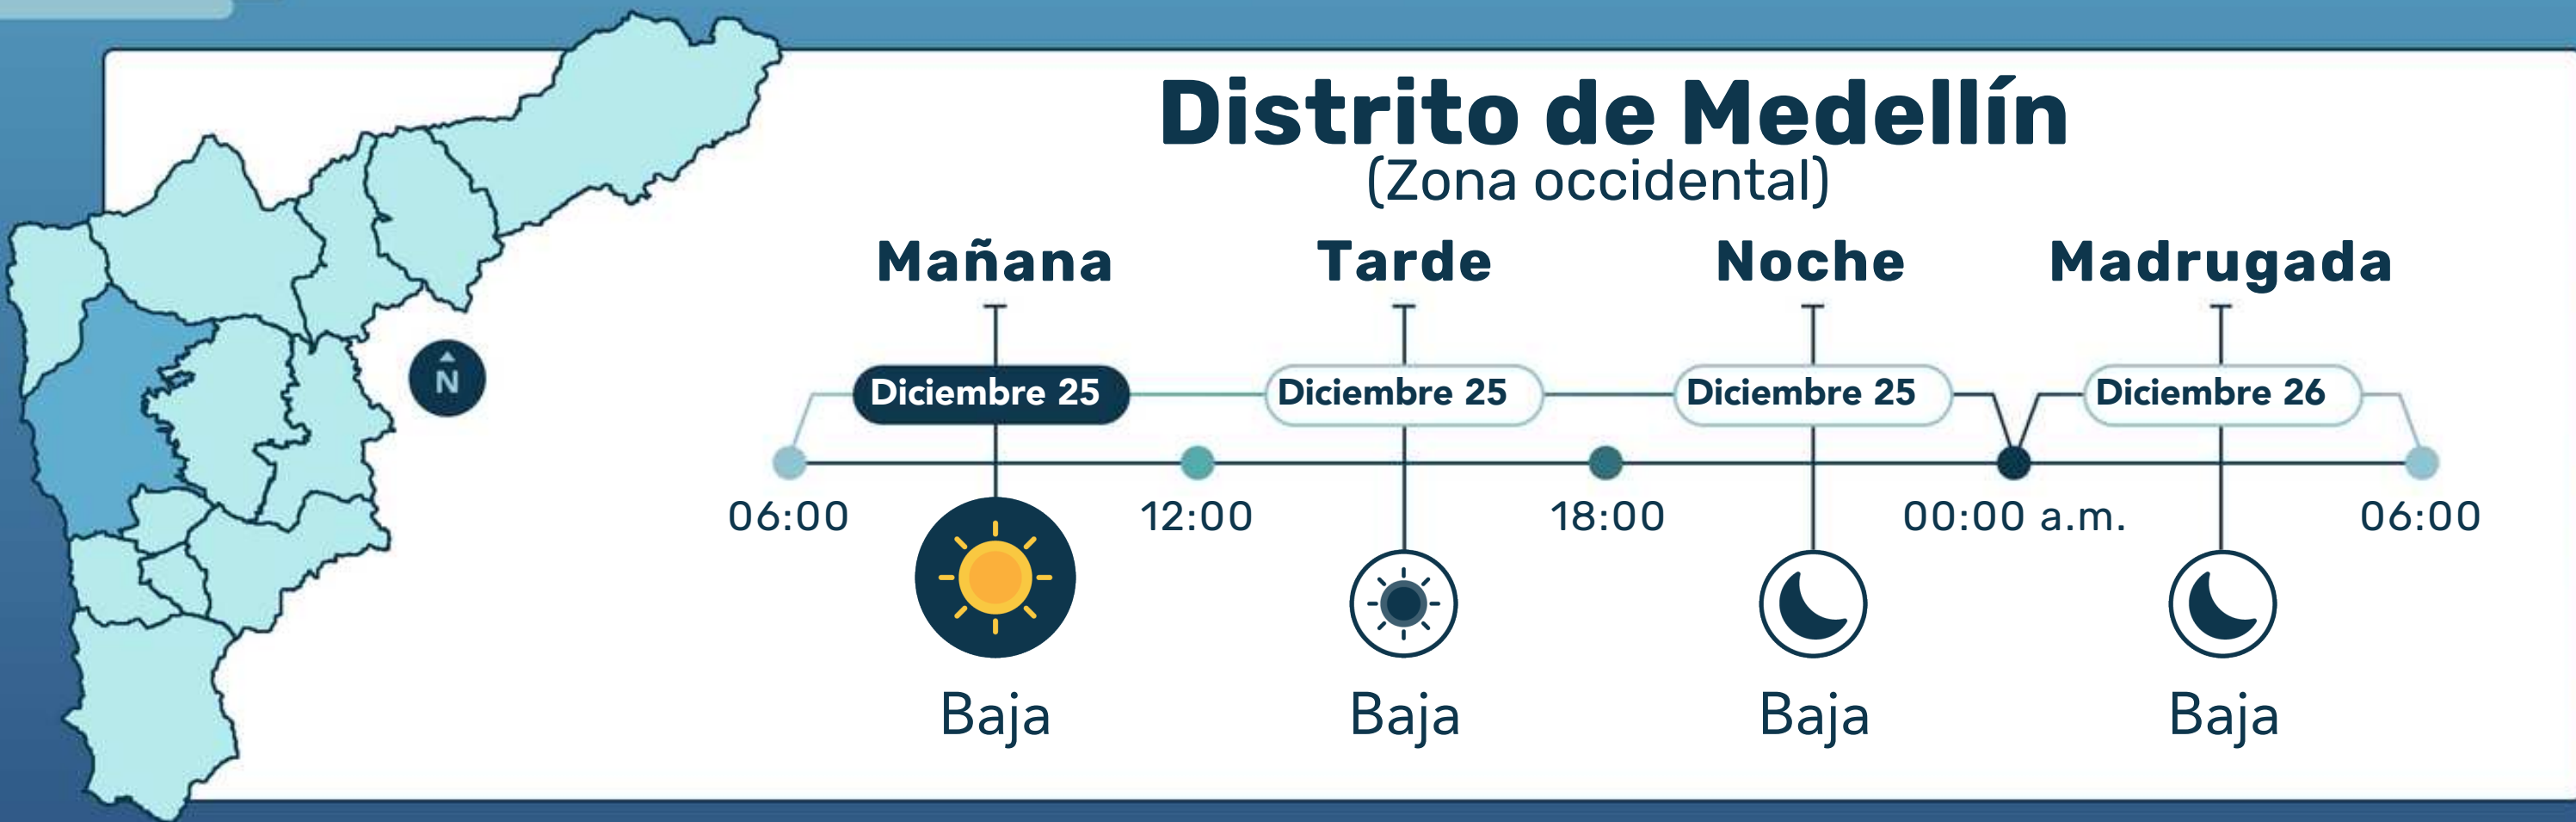 Distrito de Medellín
(Zona occidental)
Mañana Tarde Noche Madrugada
Diciembre 25 Diciembre 25 Diciembre 25 Diciembre 26
N
06:00 12:00 18:00 00:00 a.m. 06:00
Baja Baja Baja Baja